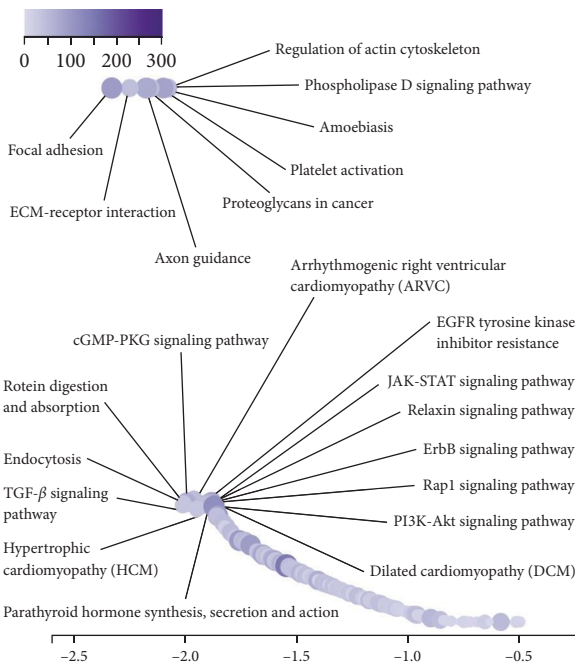 0 100 200 300
Regulation of actin cytoskeleton
Phospholipase D signaling pathway
Amoebiasis
Focal adhesion
Platelet activation
Proteoglycans in cancer
ECM-receptor interaction
Axon guidance
Arrhythmogenic right ventricular
cardiomyopathy (ARVC)
EGFR tyrosine kinase
inhibitor resistance
cGMP-PKG signaling pathway
JAK-STAT signaling pathway
Rotein digestion
and absorption
Relaxin signaling pathway
ErbB signaling pathway
Endocytosis
Rap1 signaling pathway
TGF-β signaling
pathway
PI3K-Akt signaling pathway
Hypertrophic
cardiomyopathy (HCM)
Dilated cardiomyopathy (DCM)
Parathyroid hormone synthesis, secretion and action
−2.5 −2.0 −1.5 −1.0 −0.5